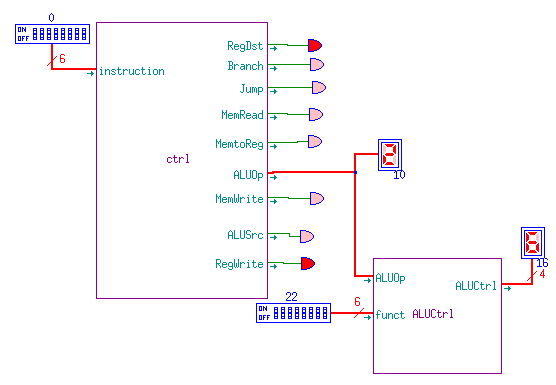 0
ON
OFF
6
instruction
ctrl
RegDst
Branch
Jump
MemRead
MemtoReg
ALUOp
MemWrite
ALUSrc
RegWrite
2
10
22
ON
OFF
6
ALUOp
funct ALUCtrl
ALUCtrl
6
16
4